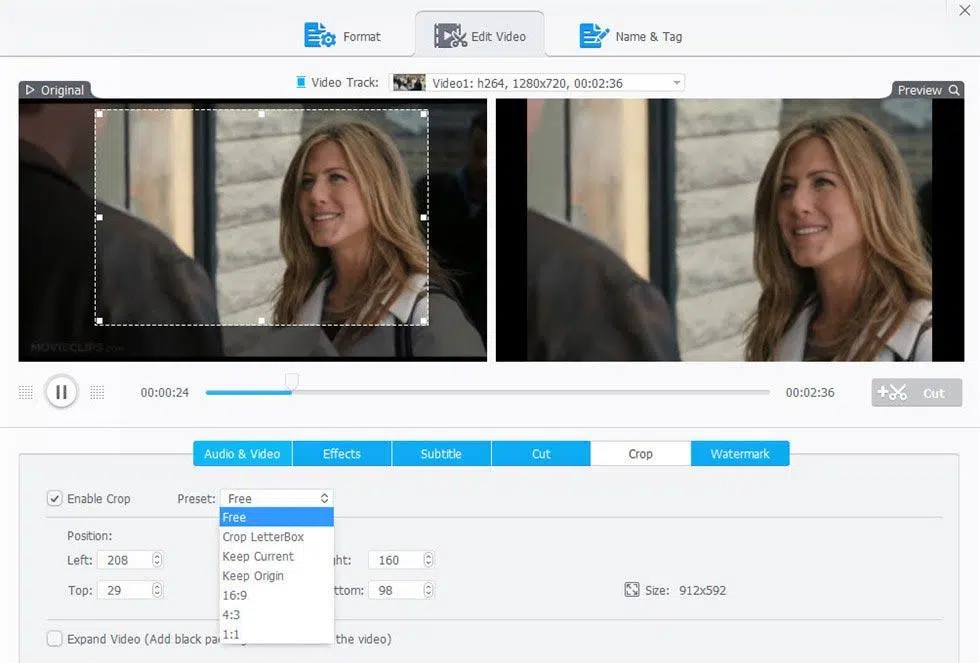 Format
Edit Video
Name & Tag
Original
Video Track:
Video1: h264, 1280x720, 00:02:36
Preview
MOVIECLIPS.com
00:00:24
00:02:36
Cut
Audio & Video
Effects
Subtitle
Cut
Crop
Watermark
Enable Crop
Preset:
Free
Free
Crop LetterBox
Keep Current
Keep Origin
16:9
4:3
1:1
Position:
Left: 208
ght: 160
Top: 29
ttom: 98
Size: 912x592
Expand Video (Add black pa
the video)